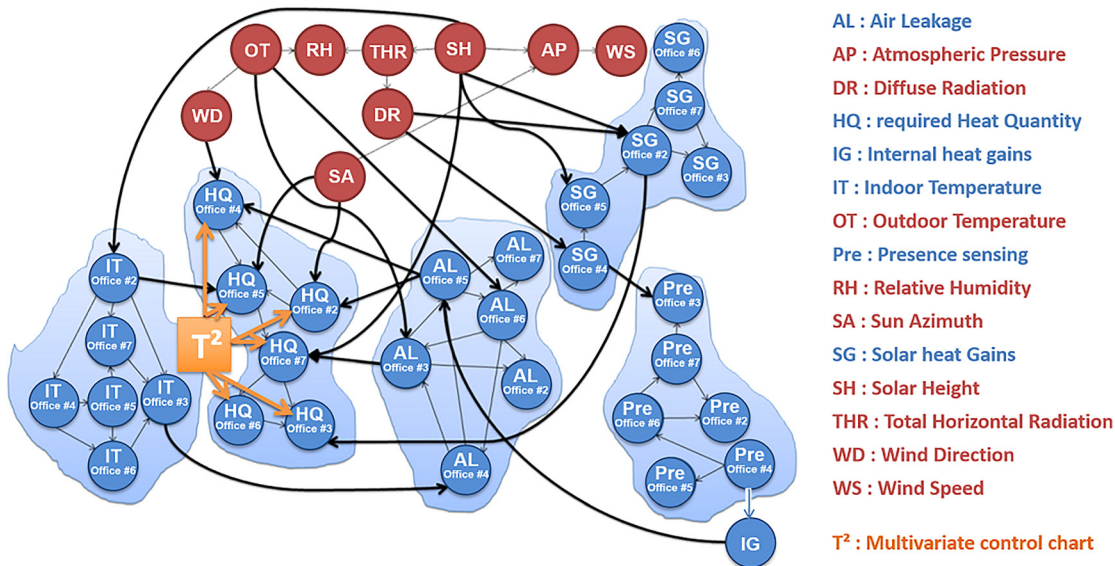 OT
RH
THR
SH
AP
WS
SG
Office #6
WD
DR
SG
Office #7
SG
Office #2
SG
Office #3
SA
HQ
Office #4
SG
Office #5
AL
Office #7
SG
Office #4
IT
Office #2
HQ
Office #5
HQ
Office #2
AL
Office #5
AL
Office #6
Pre
Office #3
IT
Office #7
T²
HQ
Office #7
AL
Office #3
Pre
Office #7
AL
Office #2
IT
Office #4
IT
Office #5
IT
Office #3
HQ
Office #6
HQ
Office #3
Pre
Office #6
Pre
Office #2
IT
Office #6
AL
Office #4
Pre
Office #5
Pre
Office #4
IG
AL : Air Leakage
AP : Atmospheric Pressure
DR : Diffuse Radiation
HQ : required Heat Quantity
IG : Internal heat gains
IT : Indoor Temperature
OT : Outdoor Temperature
Pre : Presence sensing
RH : Relative Humidity
SA : Sun Azimuth
SG : Solar heat Gains
SH : Solar Height
THR : Total Horizontal Radiation
WD : Wind Direction
WS : Wind Speed
T² : Multivariate control chart